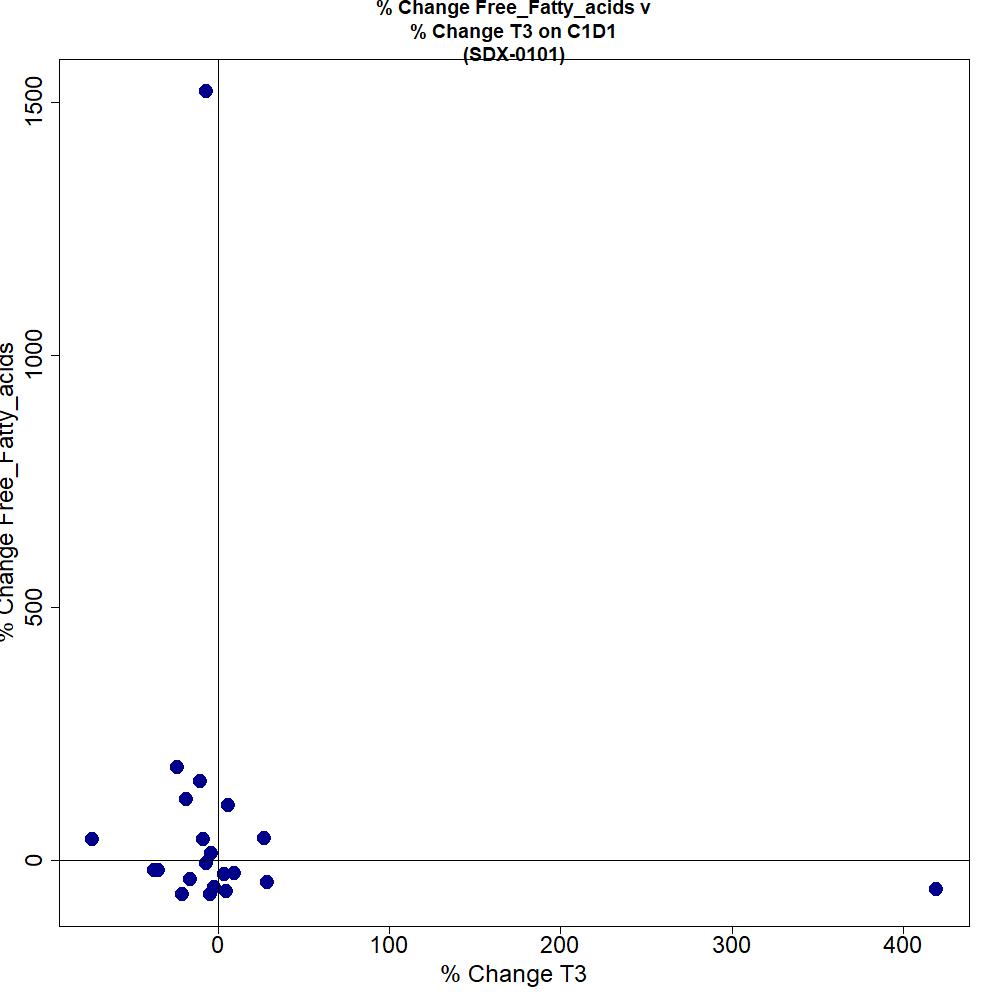 % Change Free_Fatty_acids v
% Change T3 on C1D1
(SDX-0101)
1500
1000
500
0
% Change Free_Fatty_acids
0
100
200
300
400
% Change T3